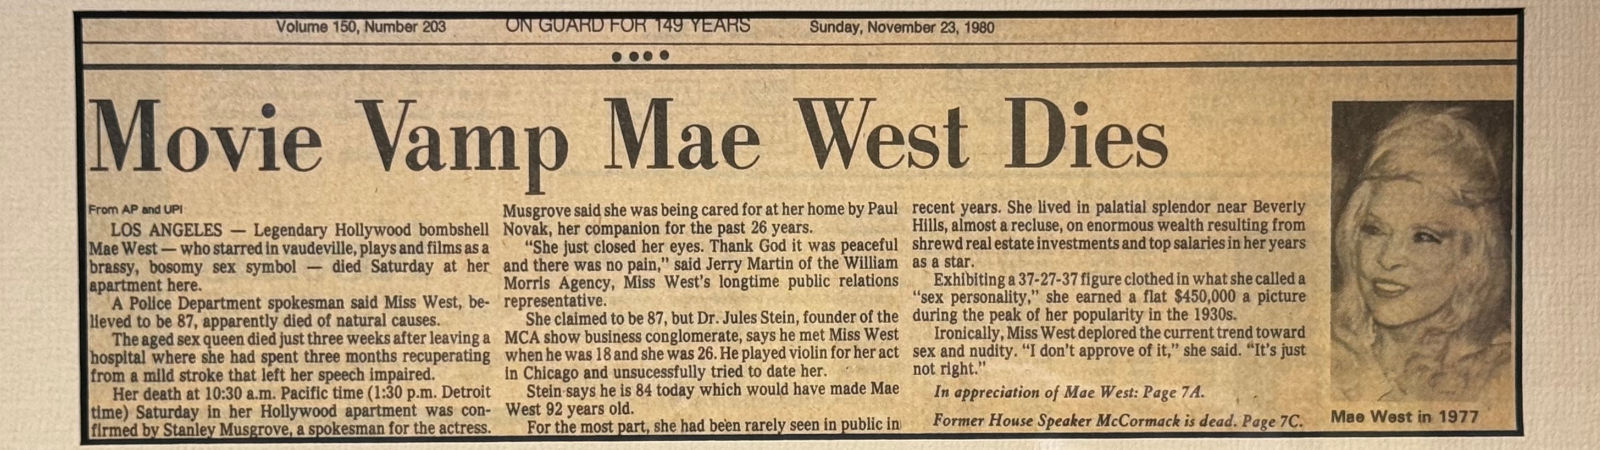 Volume 150, Number 203 ON GUARD FOR 149 YEARS Sunday, November 23, 1980
Movie Vamp Mae West Dies
From AP and UPI
LOS ANGELES — Legendary Hollywood bombshell
Mae West — who starred in vaudeville, plays and films as a
brassy, bosomy sex symbol — died Saturday at her
apartment here.
A Police Department spokesman said Miss West, be-
lieved to be 87, apparently died of natural causes.
The aged sex queen died just three weeks after leaving a
hospital where she had spent three months recuperating
from a mild stroke that left her speech impaired.
Her death at 10:30 a.m. Pacific time (1:30 p.m. Detroit
time) Saturday in her Hollywood apartment was con-
firmed by Stanley Musgrove, a spokesman for the actress.
Musgrove said she was being cared for at her home by Paul
Novak, her companion for the past 26 years.
“She just closed her eyes. Thank God it was peaceful
and there was no pain,” said Jerry Martin of the William
Morris Agency, Miss West's longtime public relations
representative.
She claimed to be 87, but Dr. Jules Stein, founder of the
MCA show business conglomerate, says he met Miss West
when he was 18 and she was 26. He played violin for her act
in Chicago and unsucessfully tried to date her.
Stein says he is 84 today which would have made Mae
West 92 years old.
For the most part, she had been rarely seen in public in
recent years. She lived in palatial splendor near Beverly
Hills, almost a recluse, on enormous wealth resulting from
shrewd real estate investments and top salaries in her years
as a star.
Exhibiting a 37-27-37 figure clothed in what she called a
“sex personality,” she earned a flat $450,000 a picture
during the peak of her popularity in the 1930s.
Ironically, Miss West deplored the current trend toward
sex and nudity. “I don't approve of it,” she said. “It's just
not right.”
In appreciation of Mae West: Page 7A.
Former House Speaker McCormack is dead. Page 7C.
Mae West in 1977